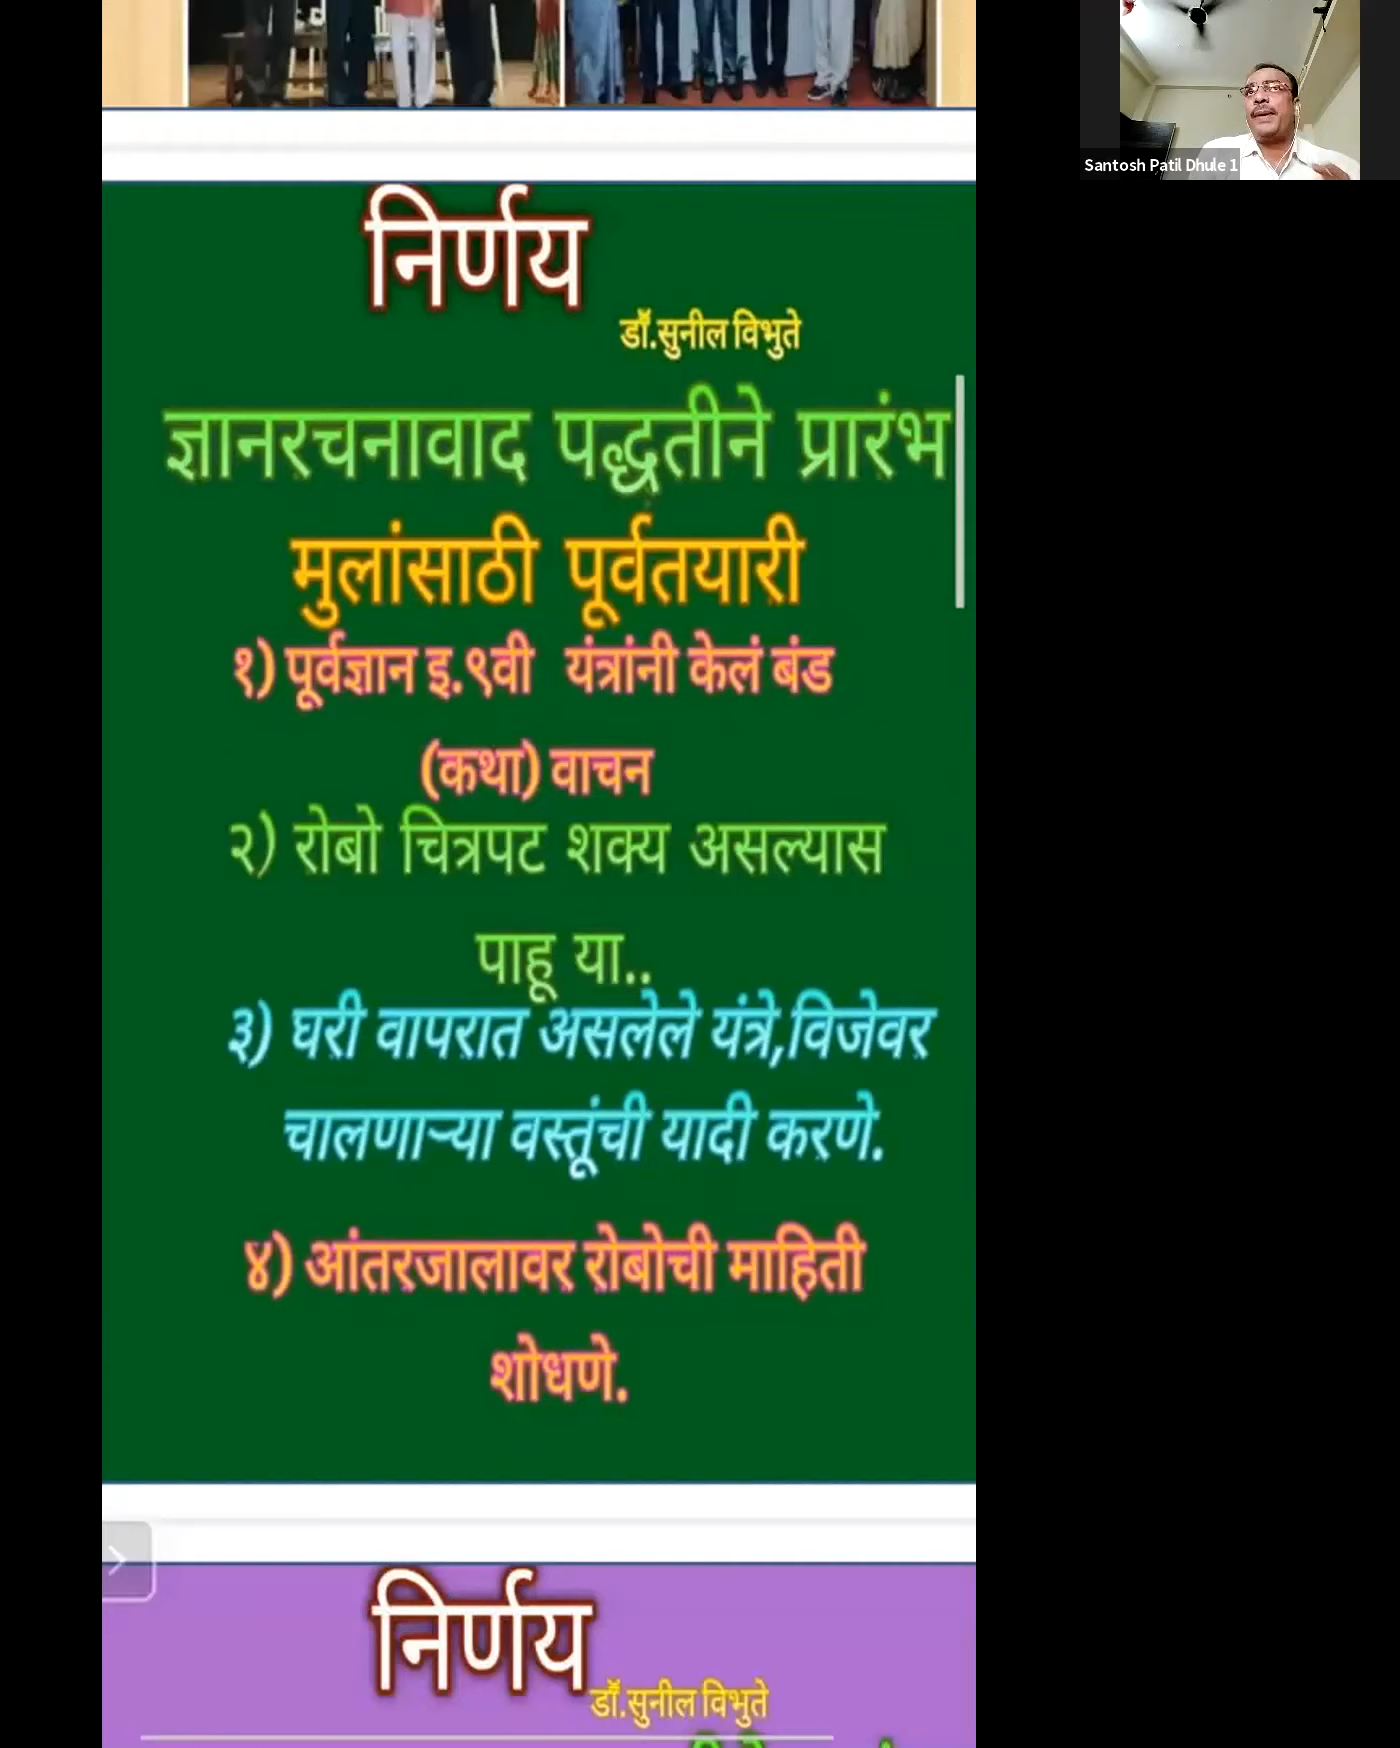 निर्णय
डॉ.सुनील विभुते
ज्ञानरचनावाद पद्धतीने प्रारंभ
मुलांसाठी पूर्वतयारी
१) पूर्वज्ञान इ.९वी यंत्रांनी केलं बंड
(कथा) वाचन
२) रोबो चित्रपट शक्य असल्यास
पाहू या..
३) घरी वापरात असलेले यंत्रे,विजेवर
चालणाऱ्या वस्तूंची यादी करणे.
४) आंतरजालावर रोबोची माहिती
शोधणे.
निर्णय
डॉ.सुनील विभुते
Santosh Patil Dhule 1